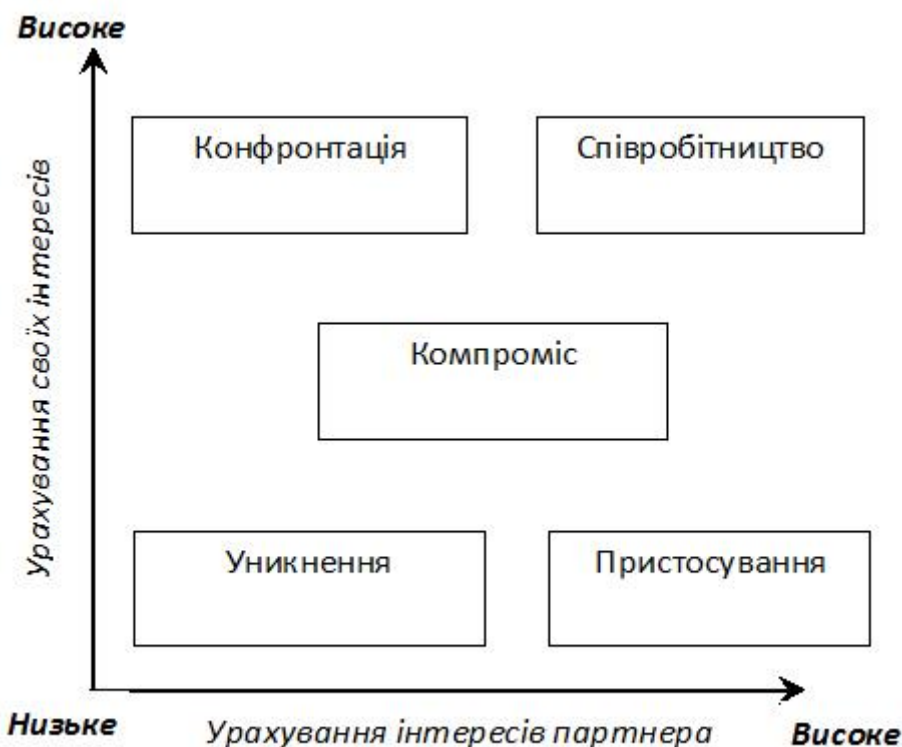 Високе
Урахування своїх інтересів
Конфронтація
Співробітництво
Компроміс
Уникнення
Пристосування
Низьке
Урахування інтересів партнера
Високе